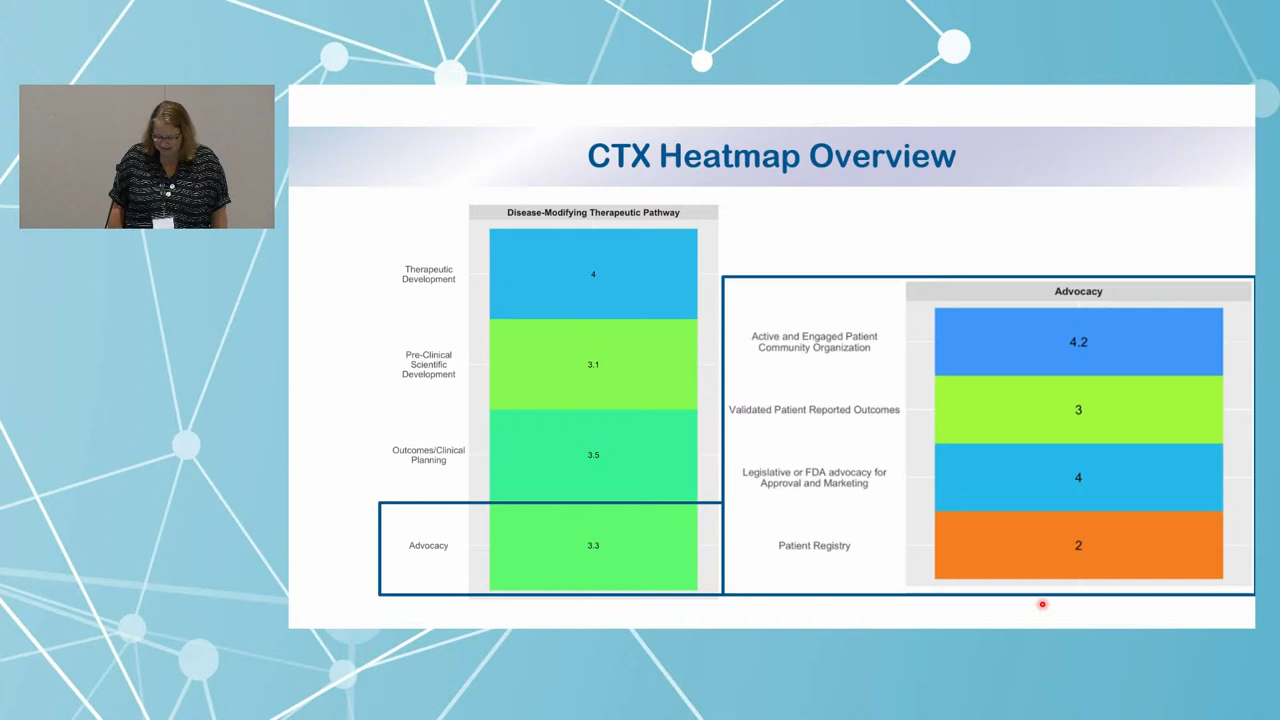 CTX Heatmap Overview
Disease-Modifying Therapeutic Pathway
Therapeutic
Development
4
Pre-Clinical
Scientific
Development
3.1
Outcomes/Clinical
Planning
3.5
Advocacy
3.3
Advocacy
Active and Engaged Patient
Community Organization
4.2
Validated Patient Reported Outcomes
3
Legislative or FDA advocacy for
Approval and Marketing
4
Patient Registry
2